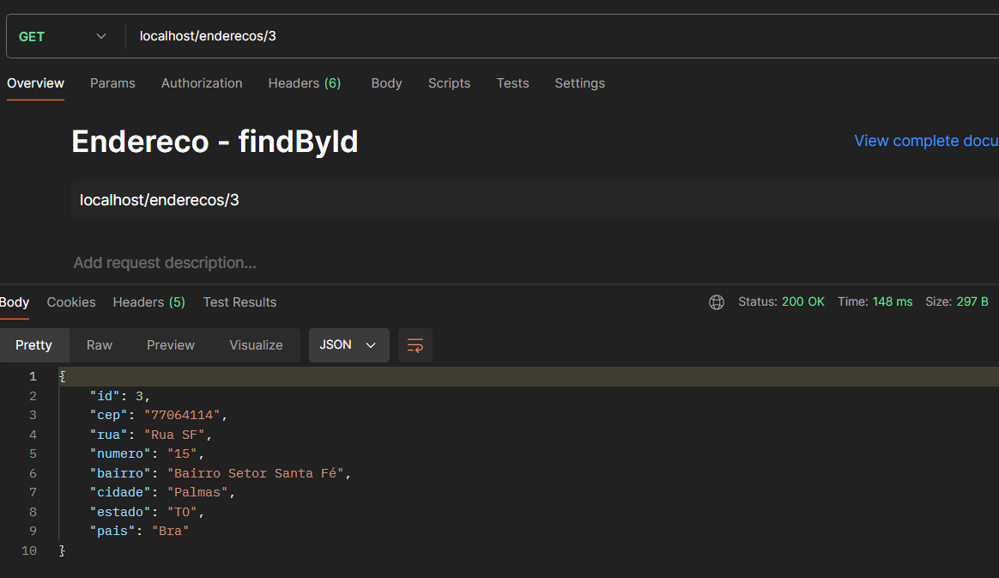 GET localhost/enderecos/3
Overview Params Authorization Headers (6) Body Scripts Tests Settings
Endereco - findById View complete docu
localhost/enderecos/3
Add request description...
Body Cookies Headers (5) Test Results Status: 200 OK Time: 148 ms Size: 297 B
Pretty Raw Preview Visualize JSON
1 {
2 "id": 3,
3 "cep": "77064114",
4 "rua": "Rua SF",
5 "numero": "15",
6 "bairro": "Bairro Setor Santa Fé",
7 "cidade": "Palmas",
8 "estado": "TO",
9 "pais": "Bra"
10 }